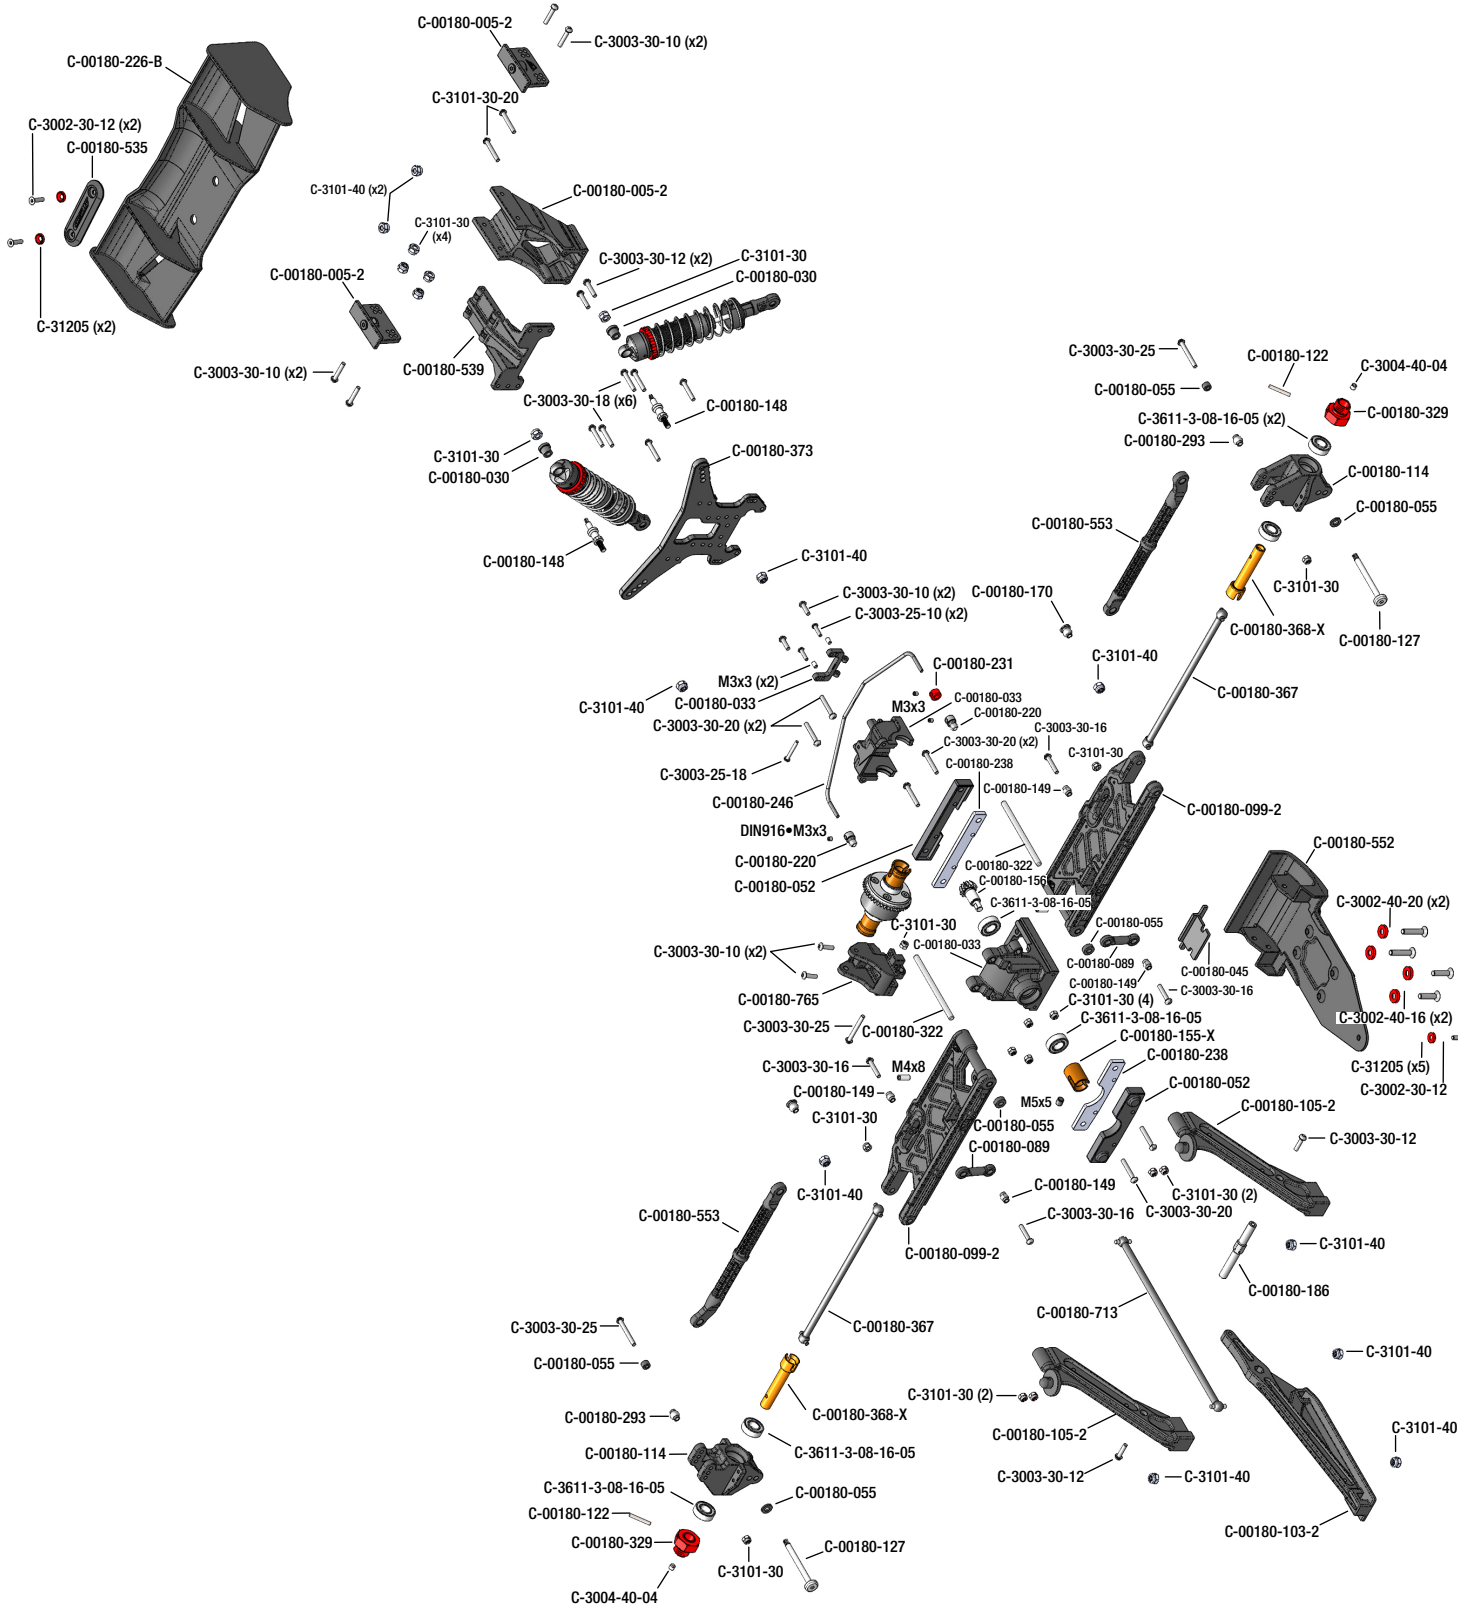 C-00180-005-2
C-3003-30-10 (x2)
C-00180-226-B
C-3101-30-20
C-3002-30-12 (x2)
C-00180-535
C-3101-40 (x2)
C-00180-005-2
C-3101-30
(x4)
C-3003-30-12 (x2)
C-3101-30
C-00180-030
C-00180-005-2
C-31205 (x2)
C-3003-30-10 (x2)
C-00180-539
C-3003-30-18 (x6)
C-00180-148
C-3101-30
C-00180-030
C-00180-373
C-00180-148
C-3101-40
C-3003-30-25
C-00180-122
C-3004-40-04
C-00180-055
C-00180-329
C-3611-3-08-16-05 (x2)
C-00180-293
C-00180-114
C-00180-055
C-00180-553
C-3101-30
C-00180-368-X
C-00180-127
C-00180-170
C-3101-40
C-00180-367
C-3003-30-10 (x2)
C-3003-25-10 (x2)
M3x3 (x2)
C-00180-033
C-3101-40
C-3003-30-20 (x2)
C-3003-25-18
C-00180-246
C-00180-231
C-00180-033
M3x3
C-00180-220
C-3003-30-20 (x2)
C-00180-238
C-3003-30-16
C-3101-30
C-00180-149
C-00180-099-2
DIN916•M3x3
C-00180-220
C-00180-052
C-00180-322
C-00180-156
C-3611-3-08-16-05
C-00180-552
C-3002-40-20 (x2)
C-3101-30
C-00180-033
C-3003-30-10 (x2)
C-00180-055
C-00180-089
C-00180-045
C-00180-149
C-3003-30-16
C-00180-765
C-3101-30 (4)
C-3611-3-08-16-05
C-3002-40-16 (x2)
C-3003-30-25
C-00180-322
C-00180-155-X
C-00180-238
C-31205 (x5)
C-3002-30-12
C-3003-30-16
M4x8
C-00180-149
C-00180-052
M5x5
C-00180-105-2
C-3101-30
C-00180-055
C-00180-089
C-3003-30-12
C-3101-40
C-00180-149
C-3101-30 (2)
C-3003-30-20
C-00180-553
C-3003-30-16
C-00180-099-2
C-3101-40
C-00180-186
C-00180-713
C-3003-30-25
C-00180-367
C-00180-055
C-3101-40
C-3101-30 (2)
C-00180-293
C-00180-368-X
C-00180-105-2
C-3101-40
C-00180-114
C-3611-3-08-16-05
C-3003-30-12
C-3101-40
C-3611-3-08-16-05
C-00180-055
C-00180-122
C-00180-103-2
C-00180-329
C-00180-127
C-3101-30
C-3004-40-04